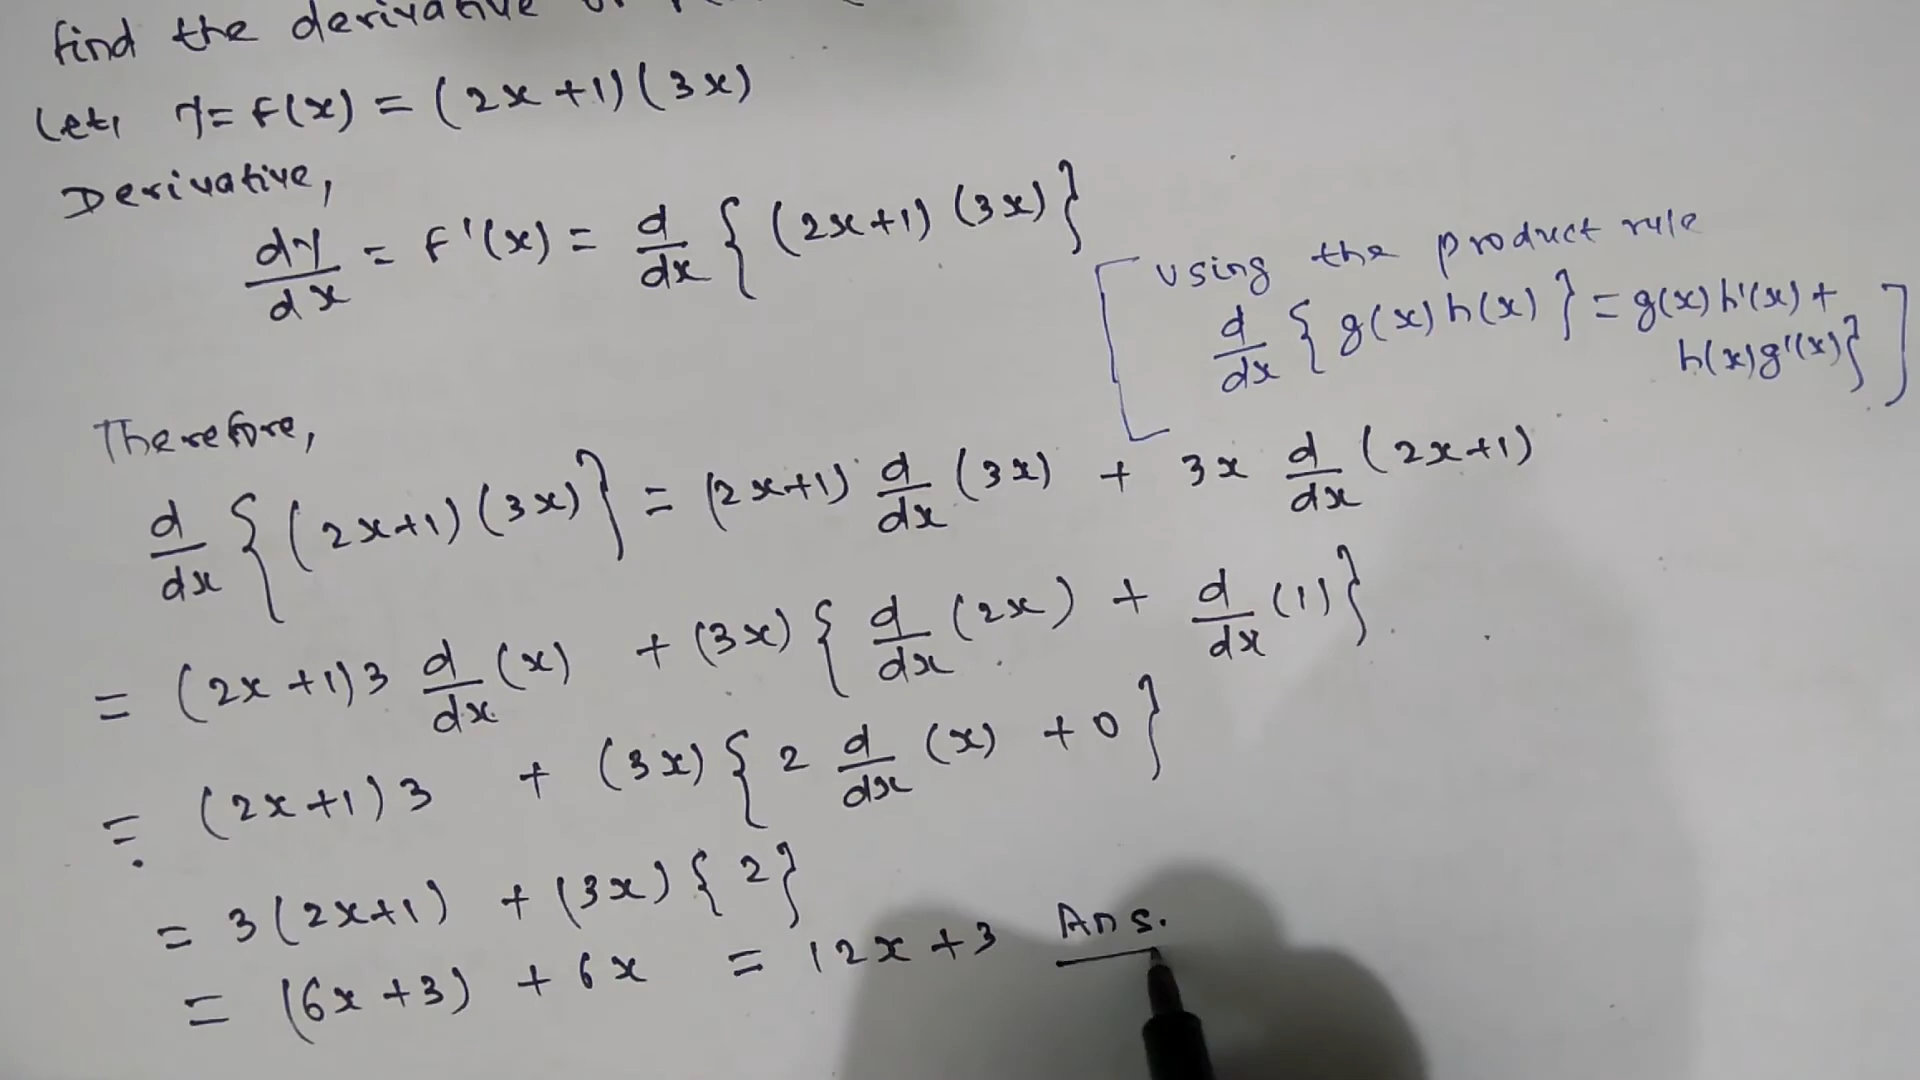 find the derivative of
Let, y = f(x) = (2x+1)(3x)
Derivative,
dy/dx = f'(x) = d/dx {(2x+1)(3x)}
[using the product rule
d/dx {g(x)h(x)} = g(x)h'(x) +
h(x)g'(x)}]
Therefore,
d/dx {(2x+1)(3x)} = (2x+1) d/dx (3x) + 3x d/dx (2x+1)
= (2x+1)3 d/dx (x) + (3x){d/dx (2x) + d/dx (1)}
= (2x+1)3 + (3x){2 d/dx (x) + 0}
= 3(2x+1) + (3x){2}
= (6x+3) + 6x = 12x+3 Ans.